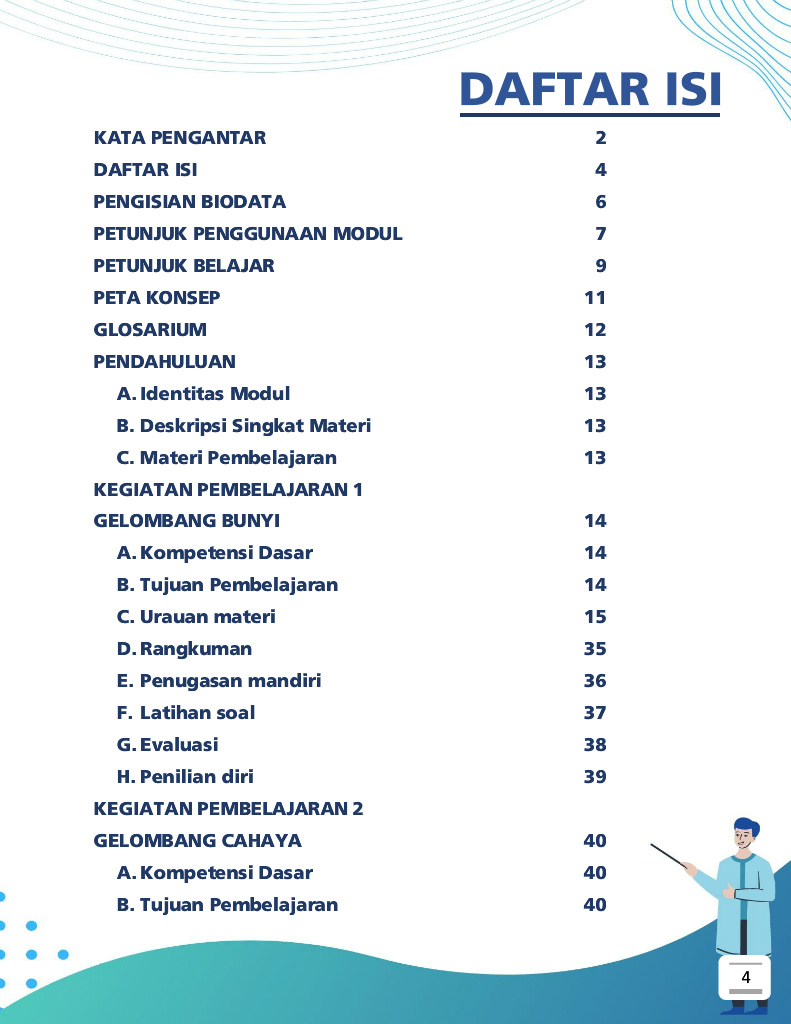 DAFTAR ISI
KATA PENGANTAR 2
DAFTAR ISI 4
PENGISIAN BIODATA 6
PETUNJUK PENGGUNAAN MODUL 7
PETUNJUK BELAJAR 9
PETA KONSEP 11
GLOSARIUM 12
PENDAHULUAN 13
A. Identitas Modul 13
B. Deskripsi Singkat Materi 13
C. Materi Pembelajaran 13
KEGIATAN PEMBELAJARAN 1
GELOMBANG BUNYI 14
A. Kompetensi Dasar 14
B. Tujuan Pembelajaran 14
C. Urauan materi 15
D. Rangkuman 35
E. Penugasan mandiri 36
F. Latihan soal 37
G. Evaluasi 38
H. Penilian diri 39
KEGIATAN PEMBELAJARAN 2
GELOMBANG CAHAYA 40
A. Kompetensi Dasar 40
B. Tujuan Pembelajaran 40
4